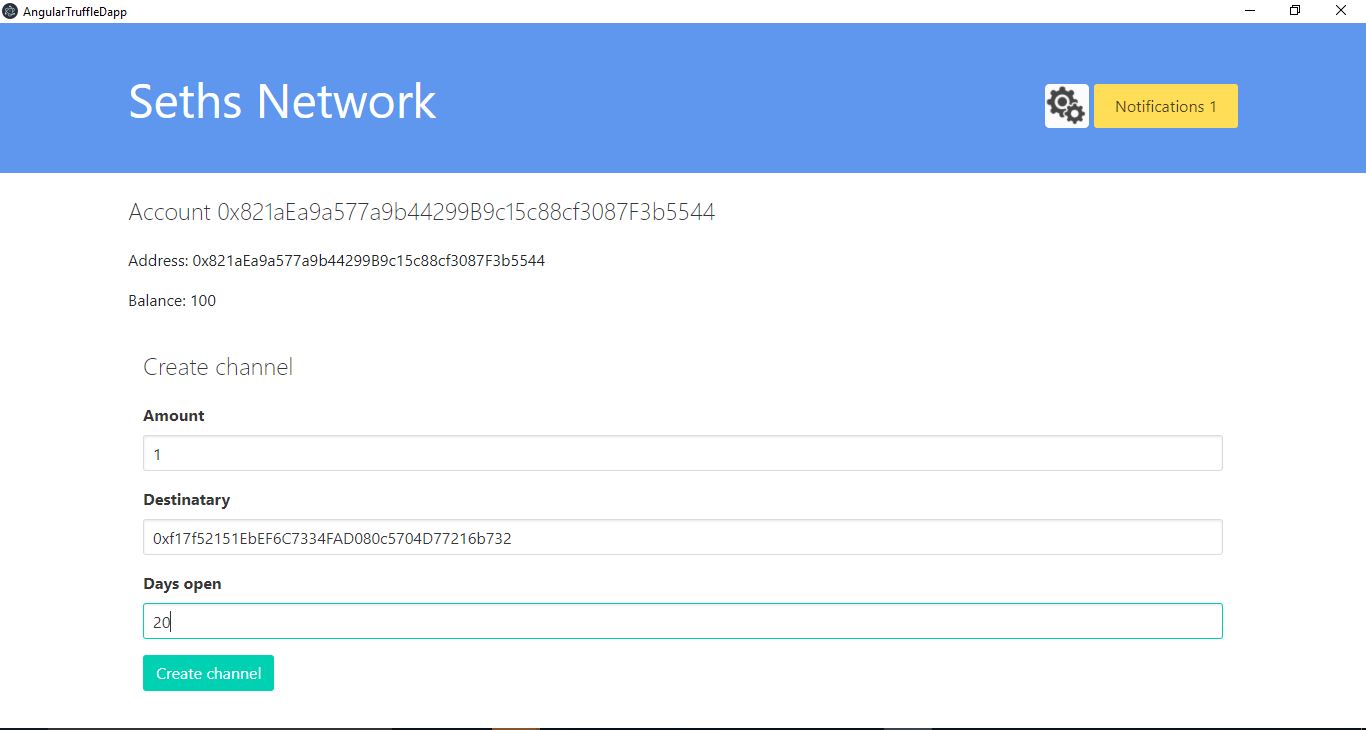 AngularTruffleDapp
Seths Network
Notifications 1
Account 0x821aEa9a577a9b44299B9c15c88cf3087F3b5544
Address: 0x821aEa9a577a9b44299B9c15c88cf3087F3b5544
Balance: 100
Create channel
Amount
1
Destinatary
0xf17f52151EbEF6C7334FAD080c5704D77216b732
Days open
20
Create channel